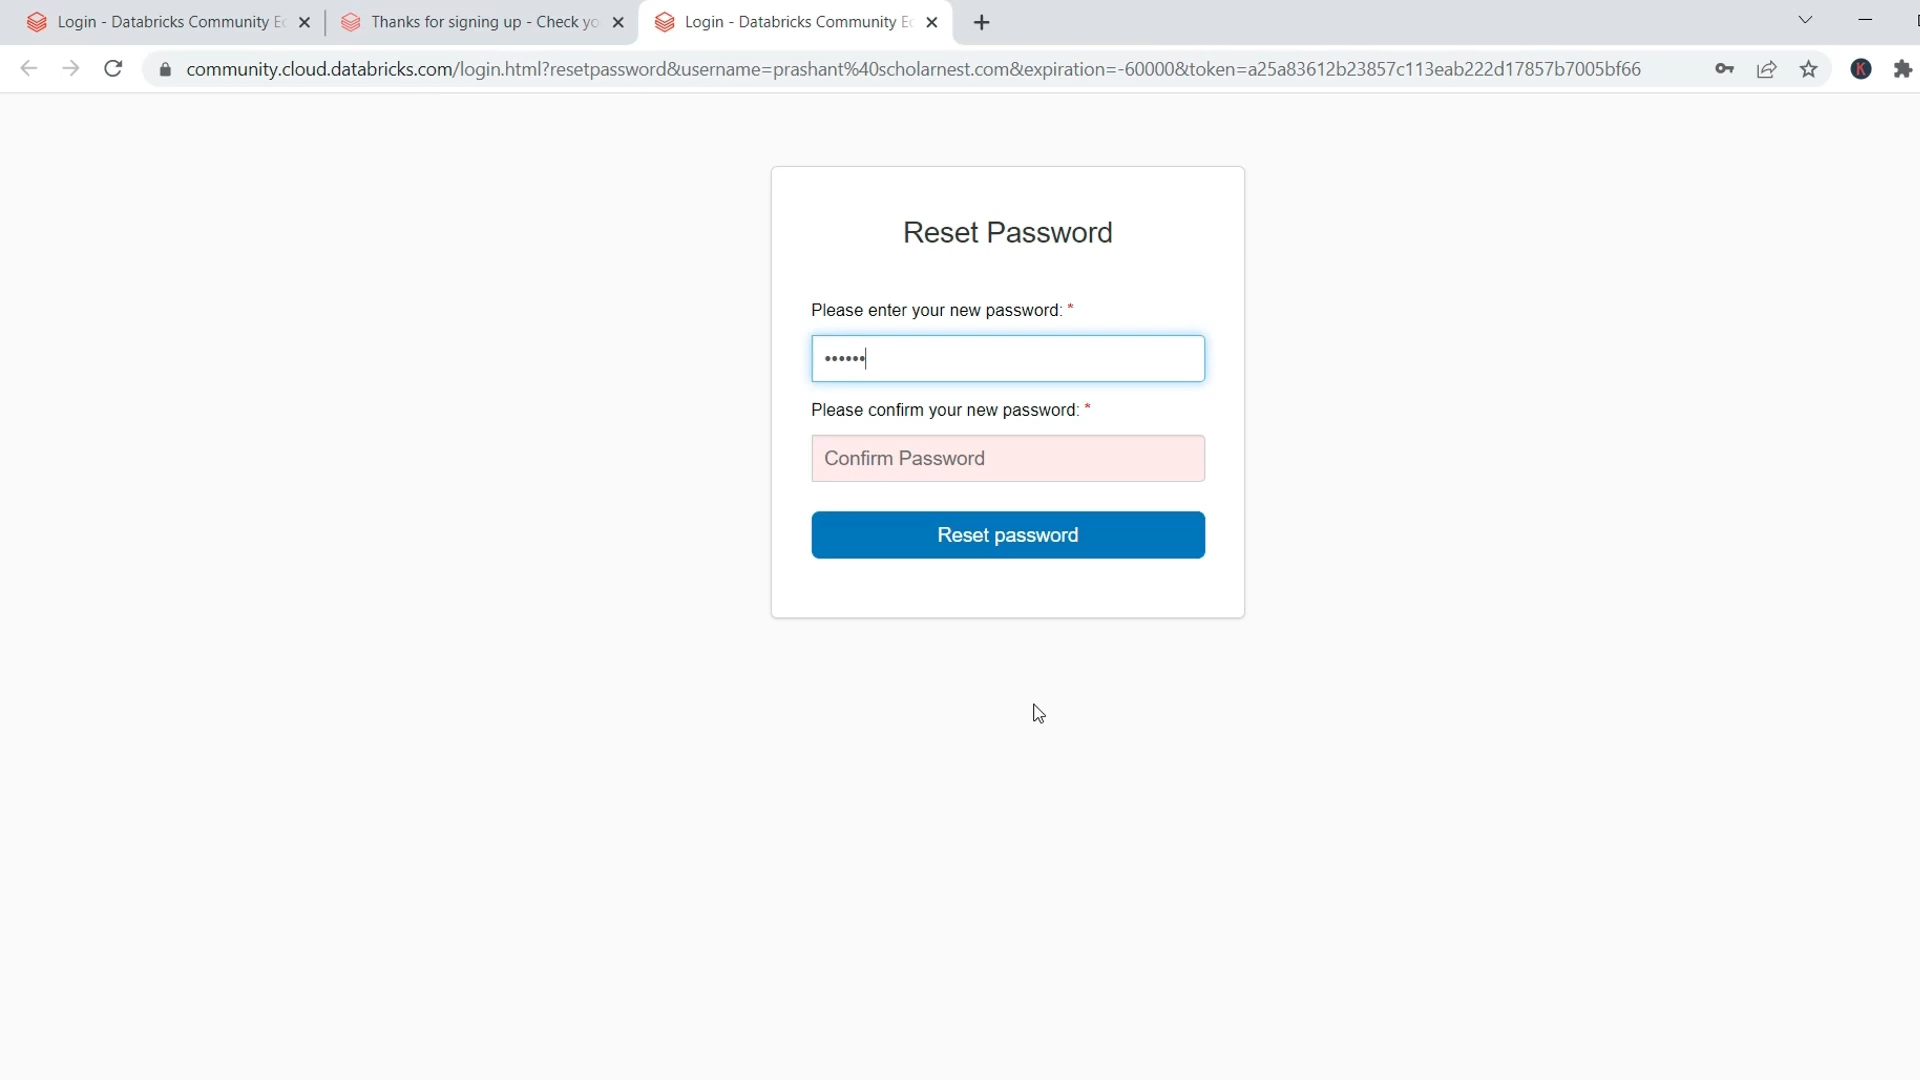 Login - Databricks Community Ec
Thanks for signing up - Check yo
Login - Databricks Community Ec
community.cloud.databricks.com/login.html?resetpassword&username=prashant%40scholarnest.com&expiration=-60000&token=a25a83612b23857c113eab222d17857b7005bf66
K
Reset Password
Please enter your new password: *
••••••
Please confirm your new password: *
Confirm Password
Reset password